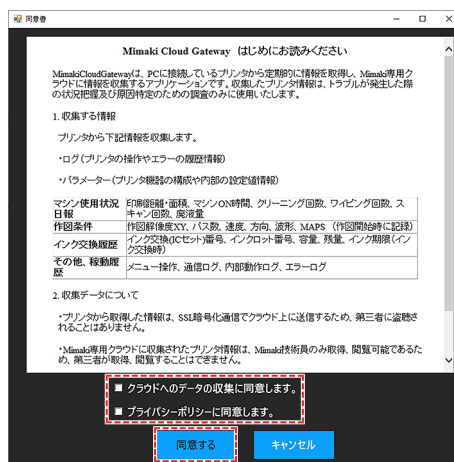 同意書
Mimaki Cloud Gateway はじめにお読みください
MimakiCloudGatewayは、PCに接続しているプリンタから定期的に情報を取得し、Mimaki専用ク
ラウドに情報を収集するアプリケーションです。収集したプリンタ情報は、トラブルが発生した際
の状況把握及び原因特定のための調査のみに使用いたします。
1. 収集する情報
プリンタから下記情報を収集します。
・ログ(プリンタの操作やエラーの履歴情報)
・パラメーター(プリンタ機器の構成や内部の設定値情報)
マシン使用状況 印刷距離・面積、マシンON時間、クリーニング回数、ワイピング回数、ス
日報 キャン回数、廃液量
作図条件 作図解像度XY、パス数、速度、方向、波形、MAPS (作図開始時に記録)
インク交換履歴 インク交換(ICセット)番号、インクロット番号、容量、残量、インク期限(イン
ク交換時)
その他、稼動履 メニュー操作、通信ログ、内部動作ログ、エラーログ
歴
2. 収集データについて
・プリンタから取得した情報は、SSL暗号化通信でクラウド上に送信するため、第三者に盗聴さ
れることはありません。
・Mimaki専用クラウドに収集されたプリンタ情報は、Mimaki技術員のみ取得、閲覧可能であるた
め、第三者が取得、閲覧することはできません。
クラウドへのデータの収集に同意します。
プライバシーポリシーに同意します。
同意する キャンセル